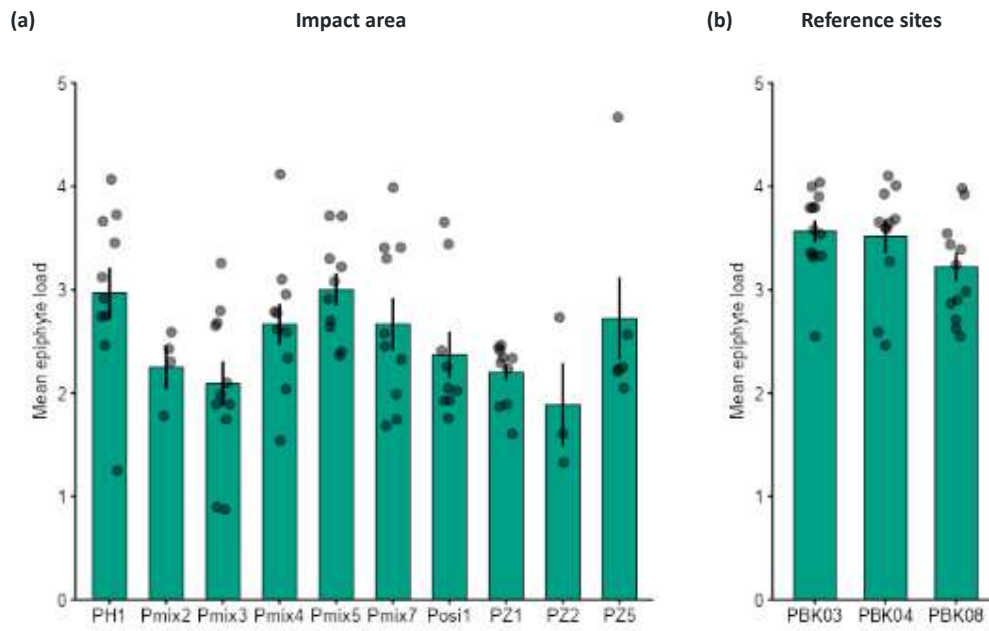 (a) Impact area (b) Reference sites
Mean epiphyte load
5
4
3
2
1
0
PH1 Pmix2 Pmix3 Pmix4 Pmix5 Pmix7 Posi1 PZ1 PZ2 PZ5
Mean epiphyte load
5
4
3
2
1
0
PBK03 PBK04 PBK08